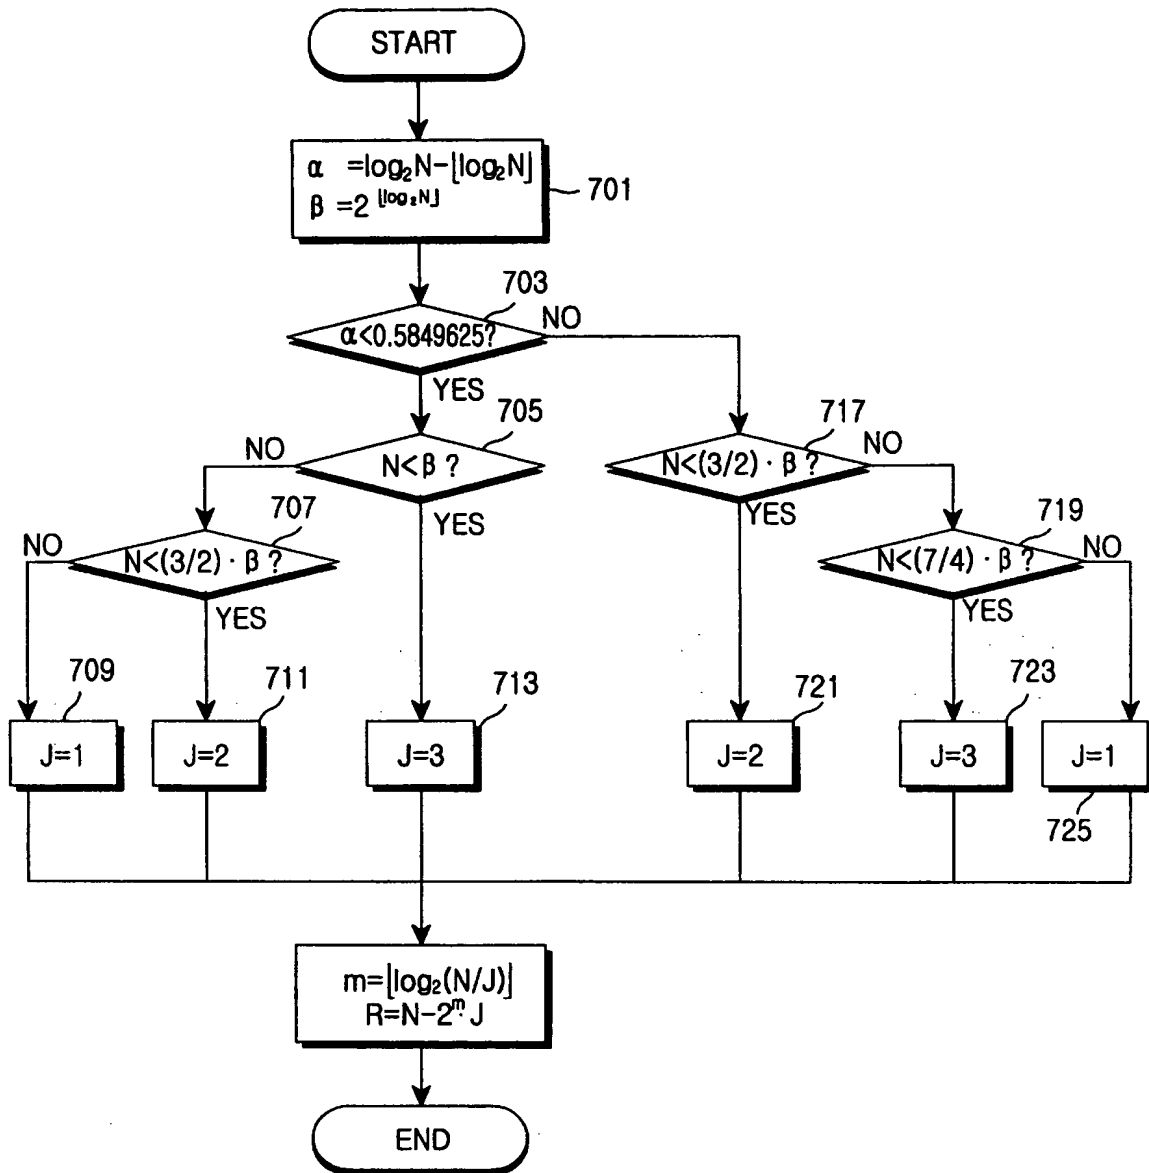 START
α =log₂N-⌊log₂N⌋
β =2^⌊log₂N⌋
701
703
α<0.5849625?
NO
YES
705
717
NO
N<β ?
N<(3/2) · β ?
NO
707
YES
YES
719
NO
N<(3/2) · β ?
N<(7/4) · β ?
NO
YES
YES
709
711
713
721
723
J=1
J=2
J=3
J=2
J=3
J=1
725
m=⌊log₂(N/J)⌋
R=N-2^m·J
END